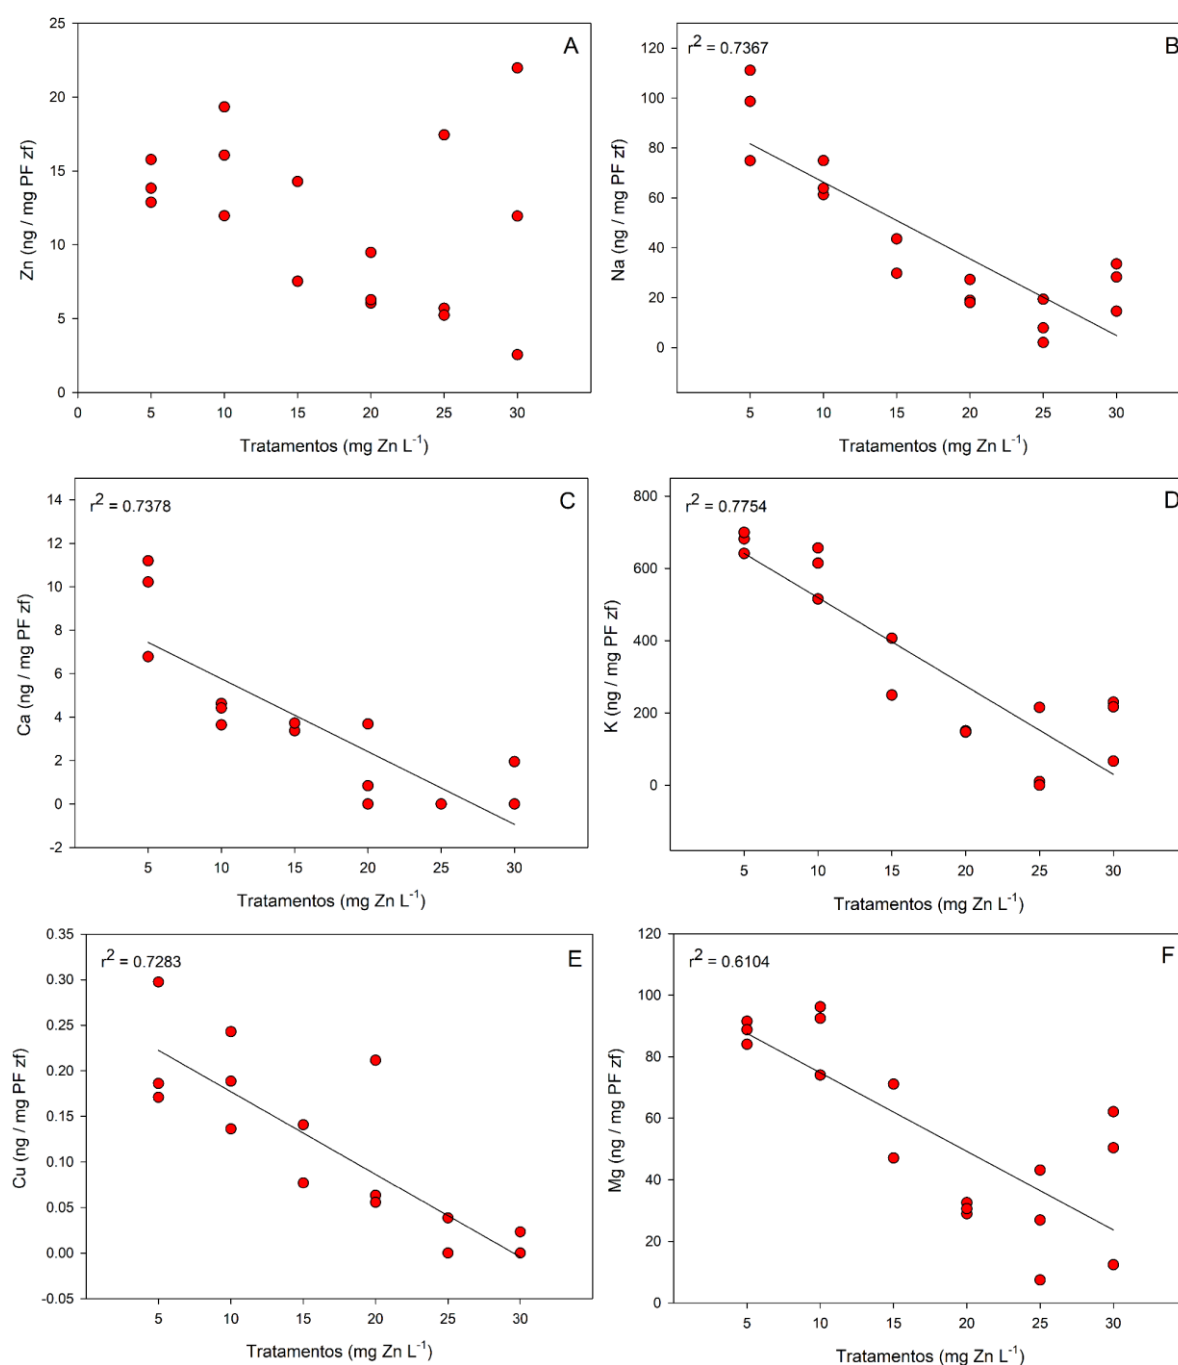 A
Zn (ng / mg PF zf)
25
20
15
10
5
0
0 5 10 15 20 25 30
Tratamentos (mg Zn L-1)
B
r2 = 0.7367
Na (ng / mg PF zf)
120
100
80
60
40
20
0
5 10 15 20 25 30
Tratamentos (mg Zn L-1)
C
r2 = 0.7378
Ca (ng / mg PF zf)
14
12
10
8
6
4
2
0
-2
5 10 15 20 25 30
Tratamentos (mg Zn L-1)
D
r2 = 0.7754
K (ng / mg PF zf)
800
600
400
200
0
5 10 15 20 25 30
Tratamentos (mg Zn L-1)
E
r2 = 0.7283
Cu (ng / mg PF zf)
0.35
0.30
0.25
0.20
0.15
0.10
0.05
0.00
-0.05
5 10 15 20 25 30
Tratamentos (mg Zn L-1)
F
r2 = 0.6104
Mg (ng / mg PF zf)
120
100
80
60
40
20
0
5 10 15 20 25 30
Tratamentos (mg Zn L-1)